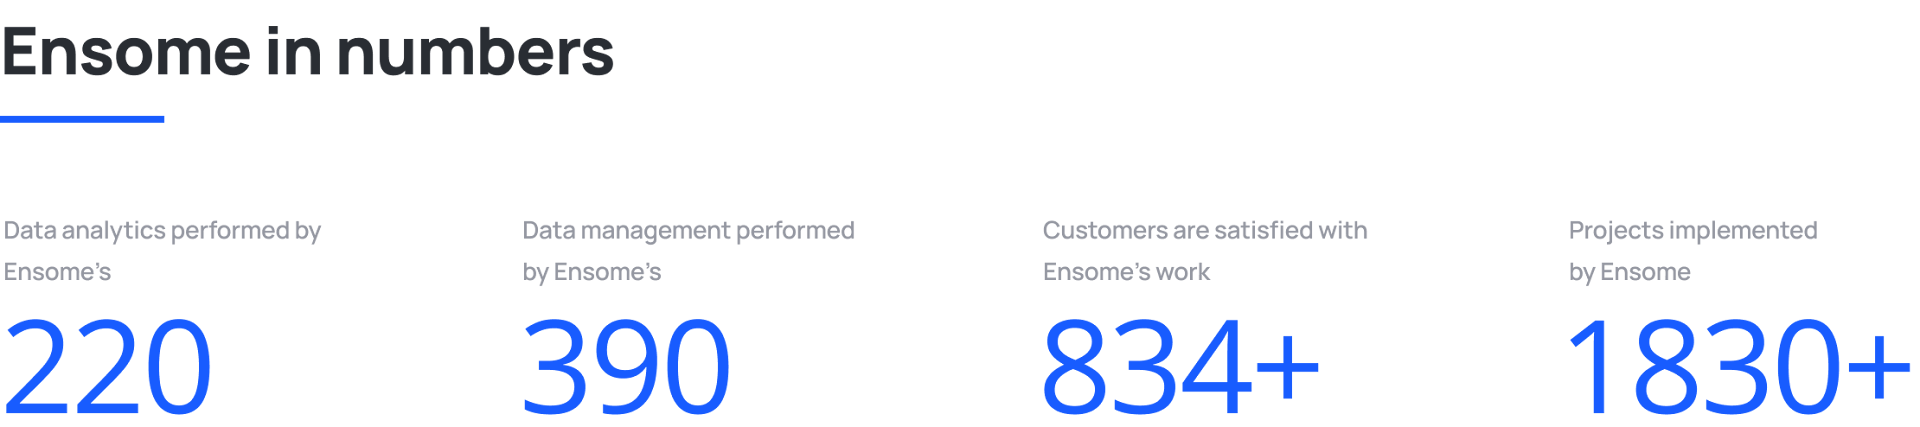 Ensome in numbers
Data analytics performed by
Ensome’s
220
Data management performed
by Ensome’s
390
Customers are satisfied with
Ensome’s work
834+
Projects implemented
by Ensome
1830+